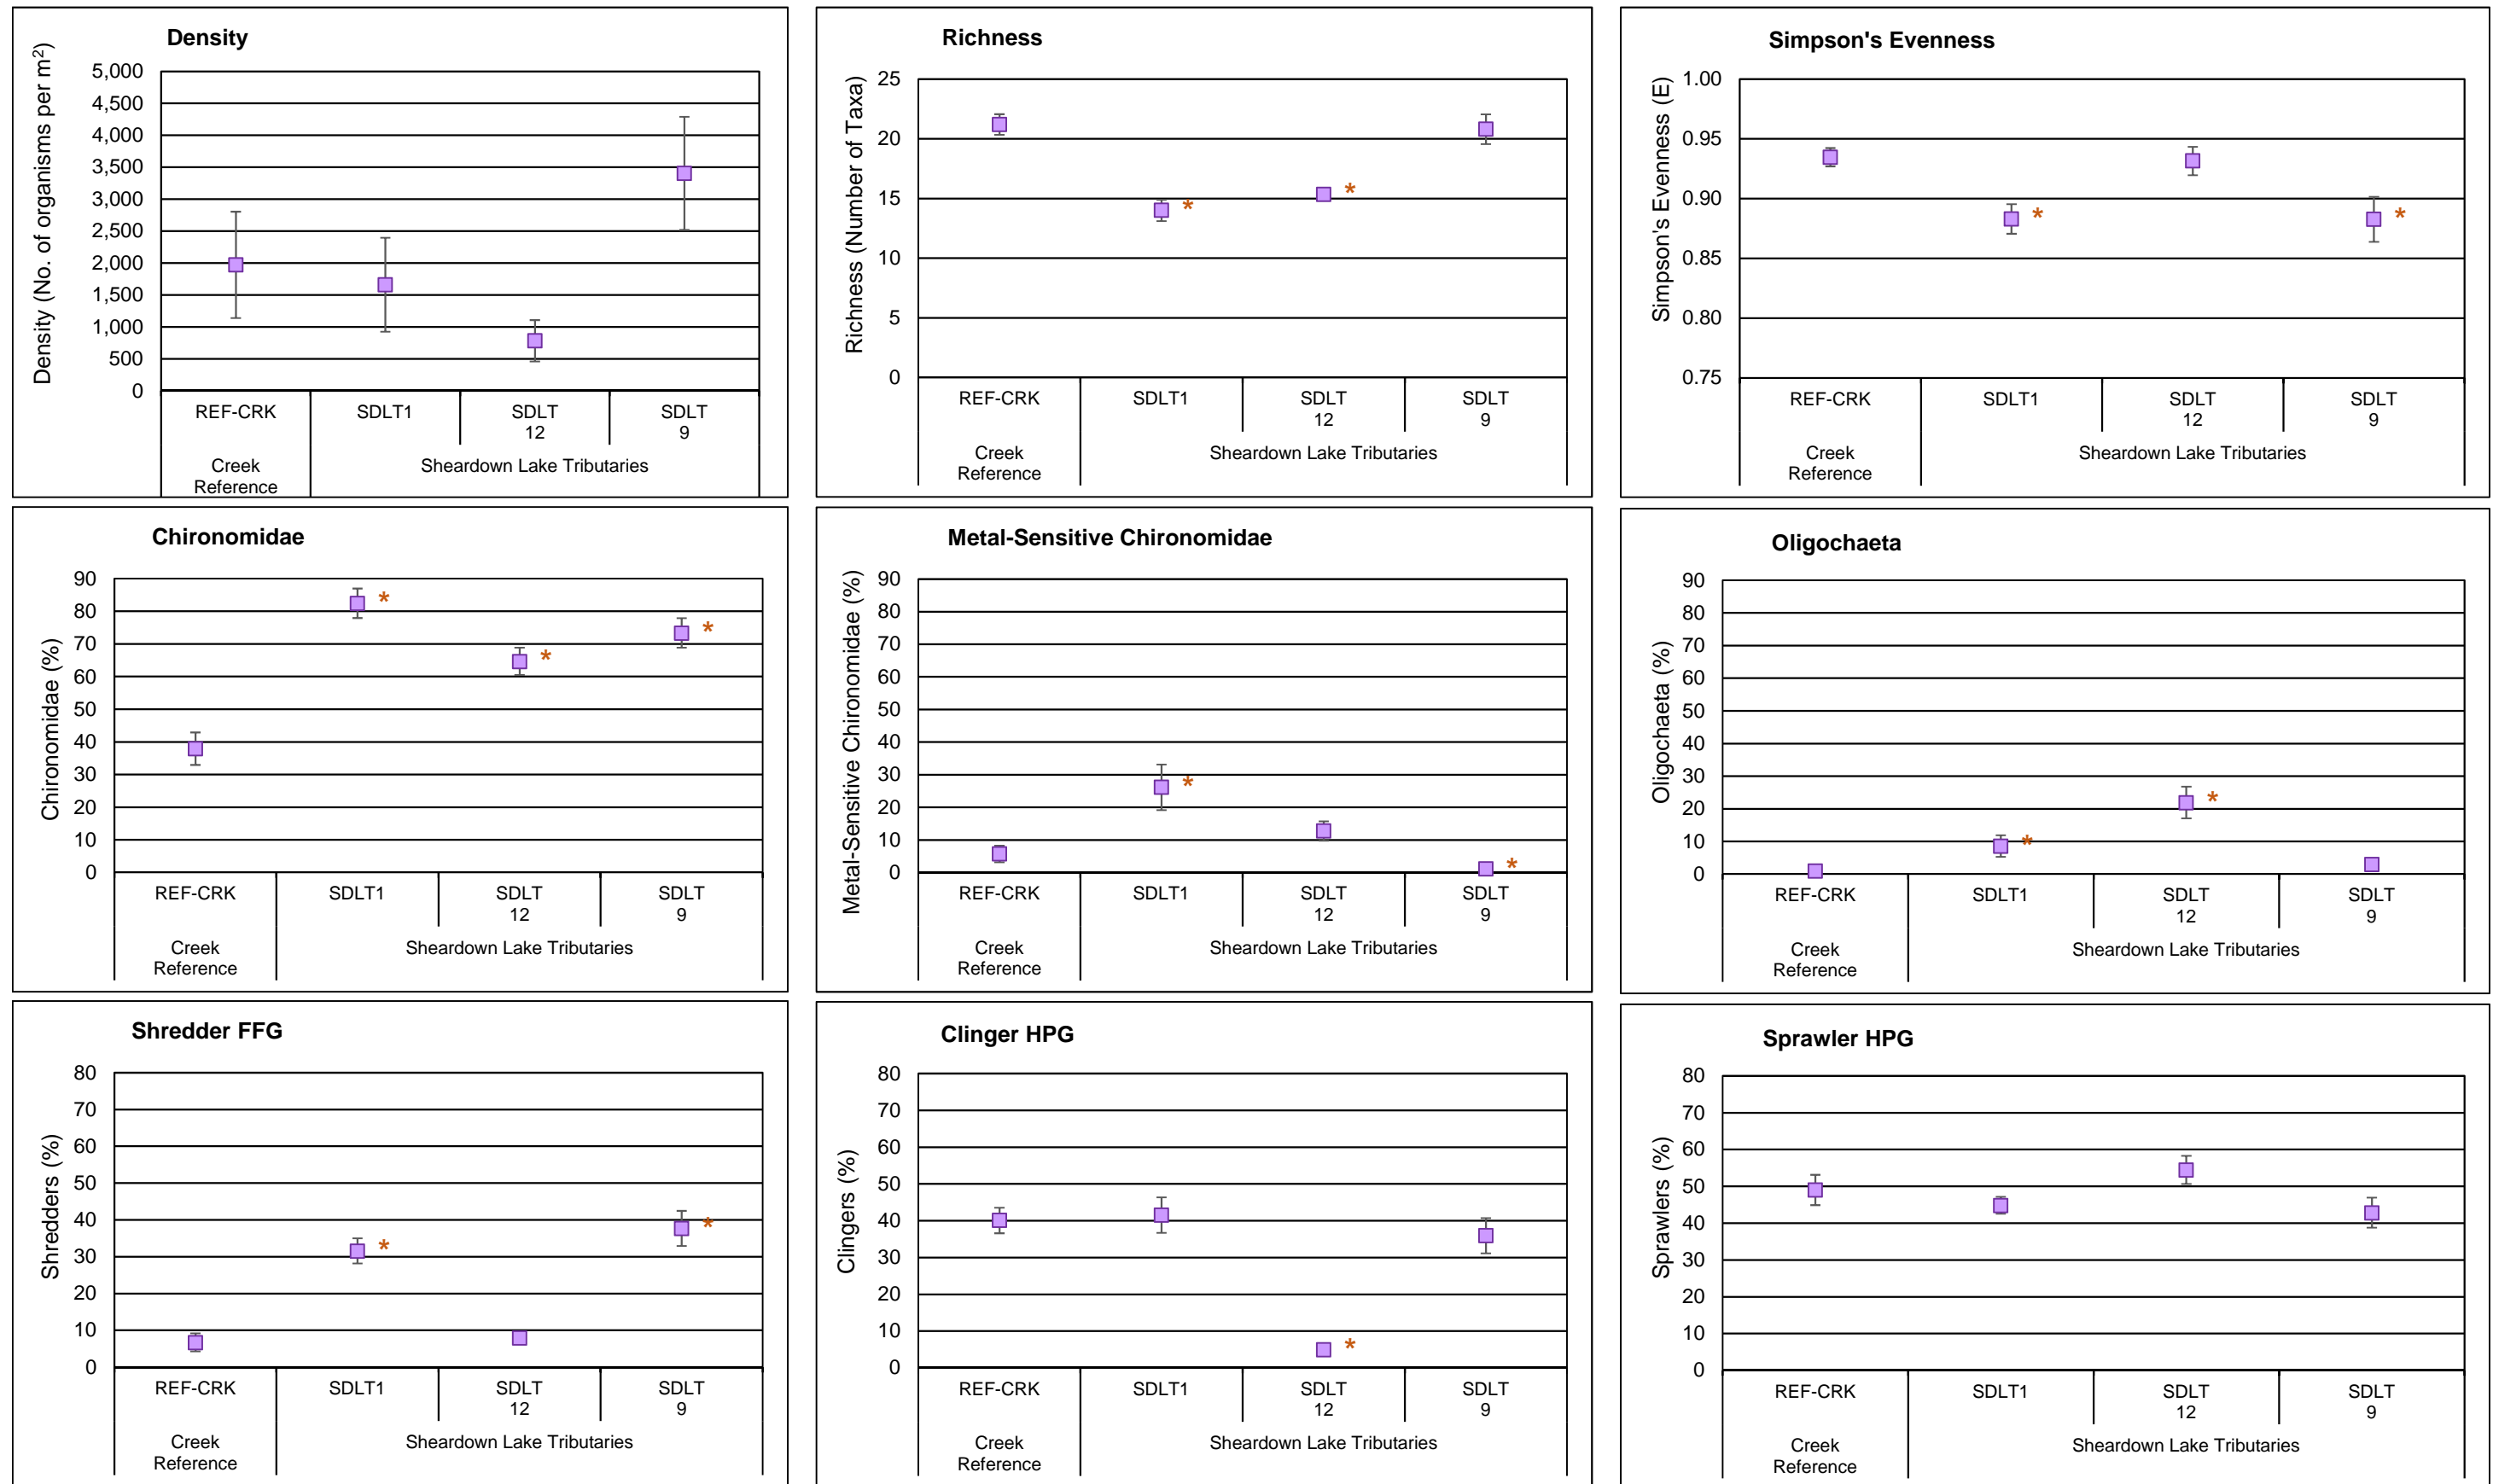 Density
Density (No. of organisms per m²)
5,000
4,500
4,000
3,500
3,000
2,500
2,000
1,500
1,000
500
0
REF-CRK
SDLT1
SDLT
12
SDLT
9
Creek
Reference
Sheardown Lake Tributaries
Richness
Richness (Number of Taxa)
25
20
15
10
5
0
*
*
REF-CRK
SDLT1
SDLT
12
SDLT
9
Creek
Reference
Sheardown Lake Tributaries
Simpson's Evenness
Simpson's Evenness (E)
1.00
0.95
0.90
0.85
0.80
0.75
*
*
REF-CRK
SDLT1
SDLT
12
SDLT
9
Creek
Reference
Sheardown Lake Tributaries
Chironomidae
Chironomidae (%)
90
80
70
60
50
40
30
20
10
0
*
*
*
REF-CRK
SDLT1
SDLT
12
SDLT
9
Creek
Reference
Sheardown Lake Tributaries
Metal-Sensitive Chironomidae
Metal-Sensitive Chironomidae (%)
90
80
70
60
50
40
30
20
10
0
*
*
REF-CRK
SDLT1
SDLT
12
SDLT
9
Creek
Reference
Sheardown Lake Tributaries
Oligochaeta
Oligochaeta (%)
90
80
70
60
50
40
30
20
10
0
*
*
REF-CRK
SDLT1
SDLT
12
SDLT
9
Creek
Reference
Sheardown Lake Tributaries
Shredder FFG
Shredders (%)
80
70
60
50
40
30
20
10
0
*
*
REF-CRK
SDLT1
SDLT
12
SDLT
9
Creek
Reference
Sheardown Lake Tributaries
Clinger HPG
Clingers (%)
80
70
60
50
40
30
20
10
0
*
REF-CRK
SDLT1
SDLT
12
SDLT
9
Creek
Reference
Sheardown Lake Tributaries
Sprawler HPG
Sprawlers (%)
80
70
60
50
40
30
20
10
0
REF-CRK
SDLT1
SDLT
12
SDLT
9
Creek
Reference
Sheardown Lake Tributaries